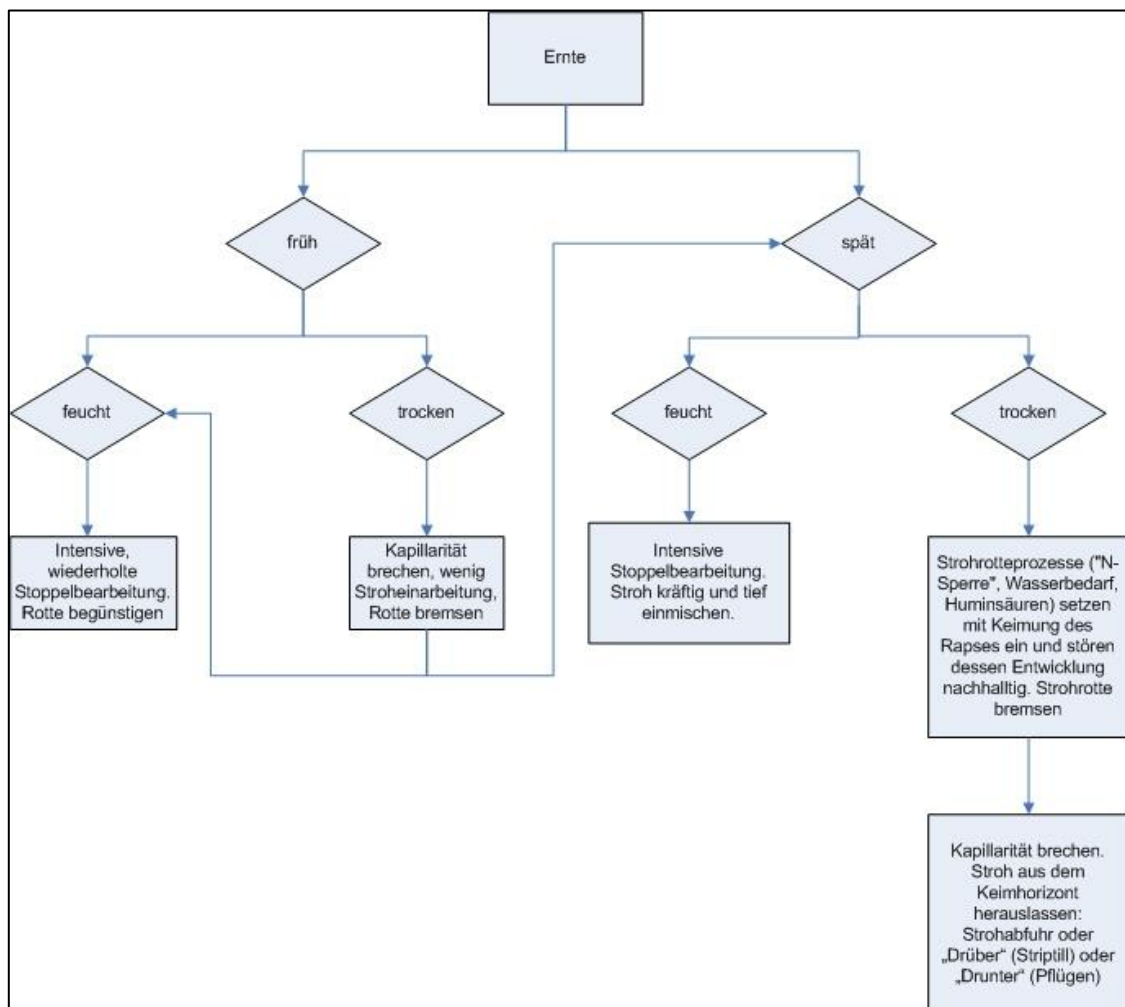 Ernte
früh
spät
feucht
trocken
feucht
trocken
Intensive,
wiederholte
Stoppelbearbeitung.
Rotte begünstigen
Kapillarität
brechen, wenig
Stroheinarbeitung,
Rotte bremsen
Intensive
Stoppelbearbeitung.
Stroh kräftig und tief
einmischen.
Strohrotteprozesse ("N-
Sperre", Wasserbedarf,
Huminsäuren) setzen
mit Keimung des
Rapses ein und stören
dessen Entwicklung
nachhalltig. Strohrotte
bremsen
Kapillarität brechen.
Stroh aus dem
Keimhorizont
herauslassen:
Strohabfuhr oder
„Drüber“ (Striptill) oder
„Drunter“ (Pflügen)